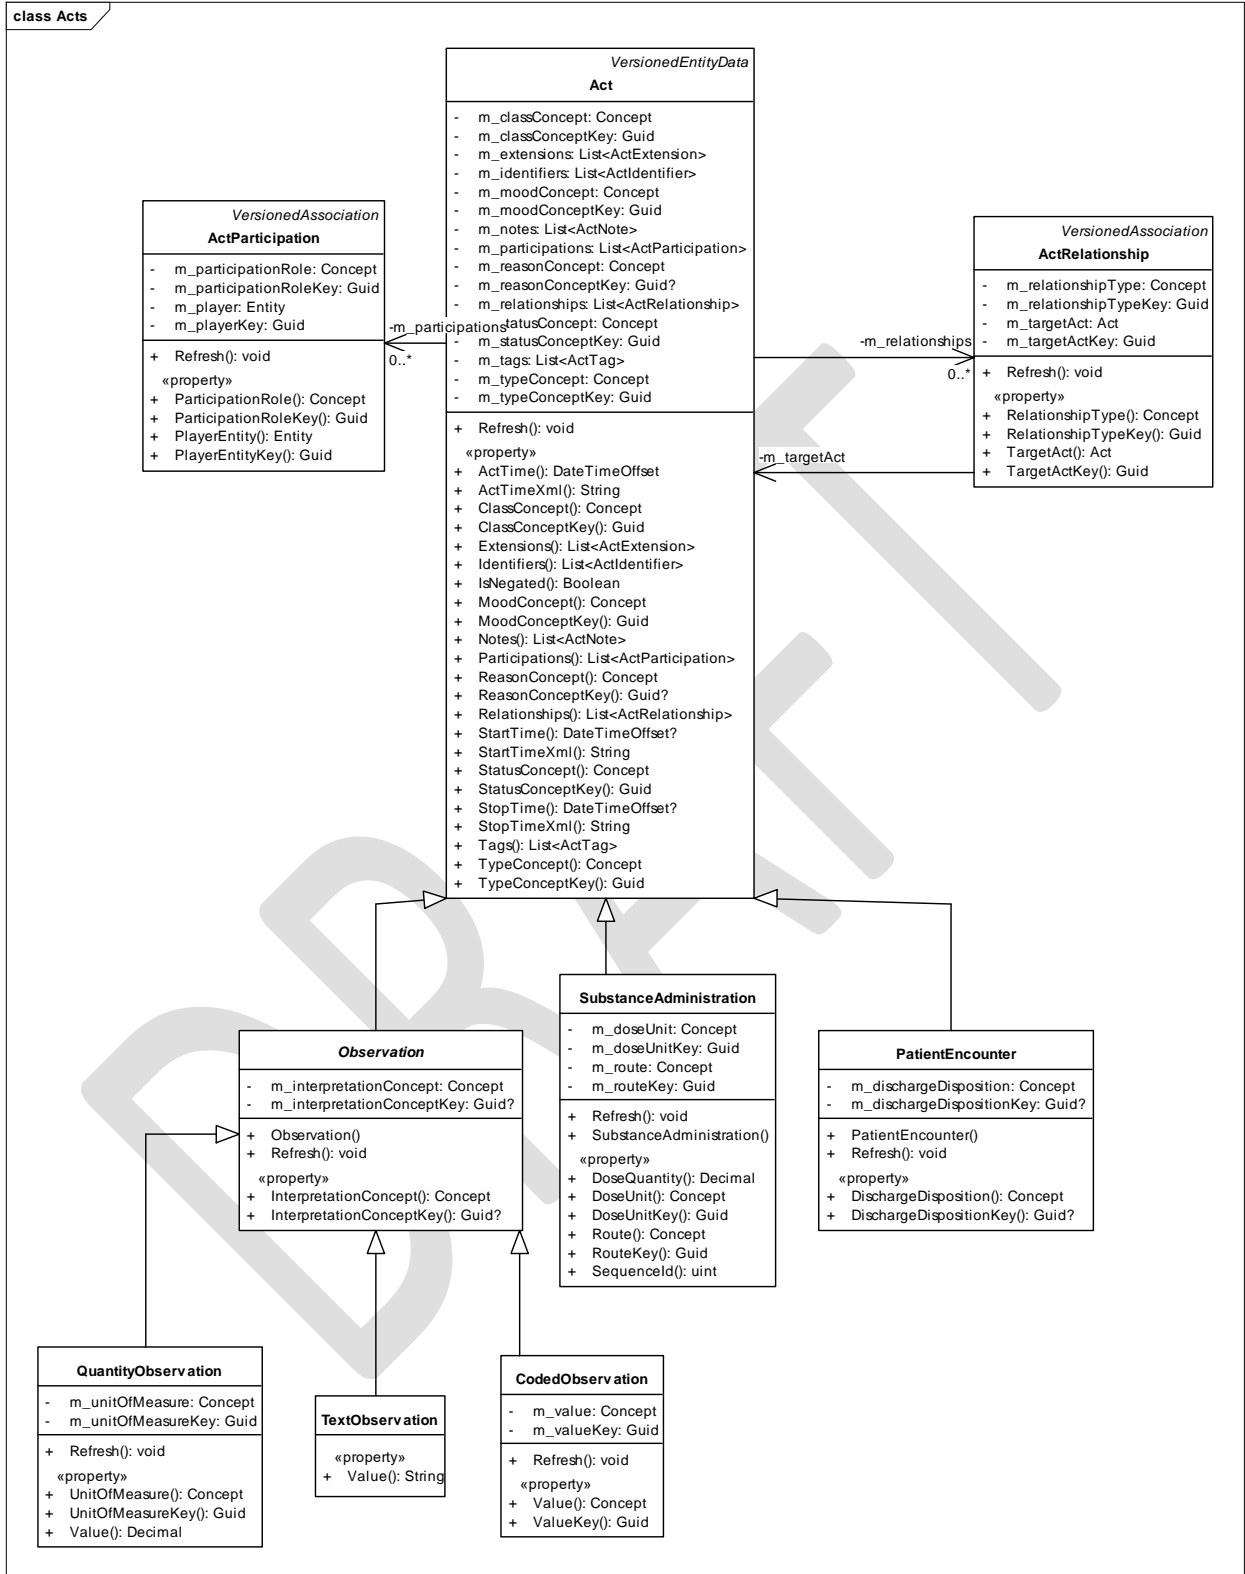 class Acts
VersionedEntityData
Act
- m_classConcept: Concept
- m_classConceptKey: Guid
- m_extensions: List<ActExtension>
- m_identifiers: List<ActIdentifier>
- m_moodConcept: Concept
- m_moodConceptKey: Guid
- m_notes: List<ActNote>
- m_participations: List<ActParticipation>
- m_reasonConcept: Concept
- m_reasonConceptKey: Guid?
- m_relationships: List<ActRelationship>
tatusConcept: Concept
- m_statusConceptKey: Guid
- m_tags: List<ActTag>
- m_typeConcept: Concept
- m_typeConceptKey: Guid
+ Refresh(): void
«property»
+ ActTime(): DateTimeOffset
+ ActTimeXml(): String
+ ClassConcept(): Concept
+ ClassConceptKey(): Guid
+ Extensions(): List<ActExtension>
+ Identifiers(): List<ActIdentifier>
+ IsNegated(): Boolean
+ MoodConcept(): Concept
+ MoodConceptKey(): Guid
+ Notes(): List<ActNote>
+ Participations(): List<ActParticipation>
+ ReasonConcept(): Concept
+ ReasonConceptKey(): Guid?
+ Relationships(): List<ActRelationship>
+ StartTime(): DateTimeOffset?
+ StartTimeXml(): String
+ StatusConcept(): Concept
+ StatusConceptKey(): Guid
+ StopTime(): DateTimeOffset?
+ StopTimeXml(): String
+ Tags(): List<ActTag>
+ TypeConcept(): Concept
+ TypeConceptKey(): Guid
VersionedAssociation
ActParticipation
- m_participationRole: Concept
- m_participationRoleKey: Guid
- m_player: Entity
- m_playerKey: Guid
+ Refresh(): void
«property»
+ ParticipationRole(): Concept
+ ParticipationRoleKey(): Guid
+ PlayerEntity(): Entity
+ PlayerEntityKey(): Guid
-m_participations
0..*
VersionedAssociation
ActRelationship
- m_relationshipType: Concept
- m_relationshipTypeKey: Guid
- m_targetAct: Act
- m_targetActKey: Guid
+ Refresh(): void
«property»
+ RelationshipType(): Concept
+ RelationshipTypeKey(): Guid
+ TargetAct(): Act
+ TargetActKey(): Guid
-m_relationships
0..*
-m_targetAct
Observation
- m_interpretationConcept: Concept
- m_interpretationConceptKey: Guid?
+ Observation()
+ Refresh(): void
«property»
+ InterpretationConcept(): Concept
+ InterpretationConceptKey(): Guid?
SubstanceAdministration
- m_doseUnit: Concept
- m_doseUnitKey: Guid
- m_route: Concept
- m_routeKey: Guid
+ Refresh(): void
+ SubstanceAdministration()
«property»
+ DoseQuantity(): Decimal
+ DoseUnit(): Concept
+ DoseUnitKey(): Guid
+ Route(): Concept
+ RouteKey(): Guid
+ SequenceId(): uint
PatientEncounter
- m_dischargeDisposition: Concept
- m_dischargeDispositionKey: Guid?
+ PatientEncounter()
+ Refresh(): void
«property»
+ DischargeDisposition(): Concept
+ DischargeDispositionKey(): Guid?
QuantityObservation
- m_unitOfMeasure: Concept
- m_unitOfMeasureKey: Guid
+ Refresh(): void
«property»
+ UnitOfMeasure(): Concept
+ UnitOfMeasureKey(): Guid
+ Value(): Decimal
TextObservation
«property»
+ Value(): String
CodedObservation
- m_value: Concept
- m_valueKey: Guid
+ Refresh(): void
«property»
+ Value(): Concept
+ ValueKey(): Guid
DRAFT